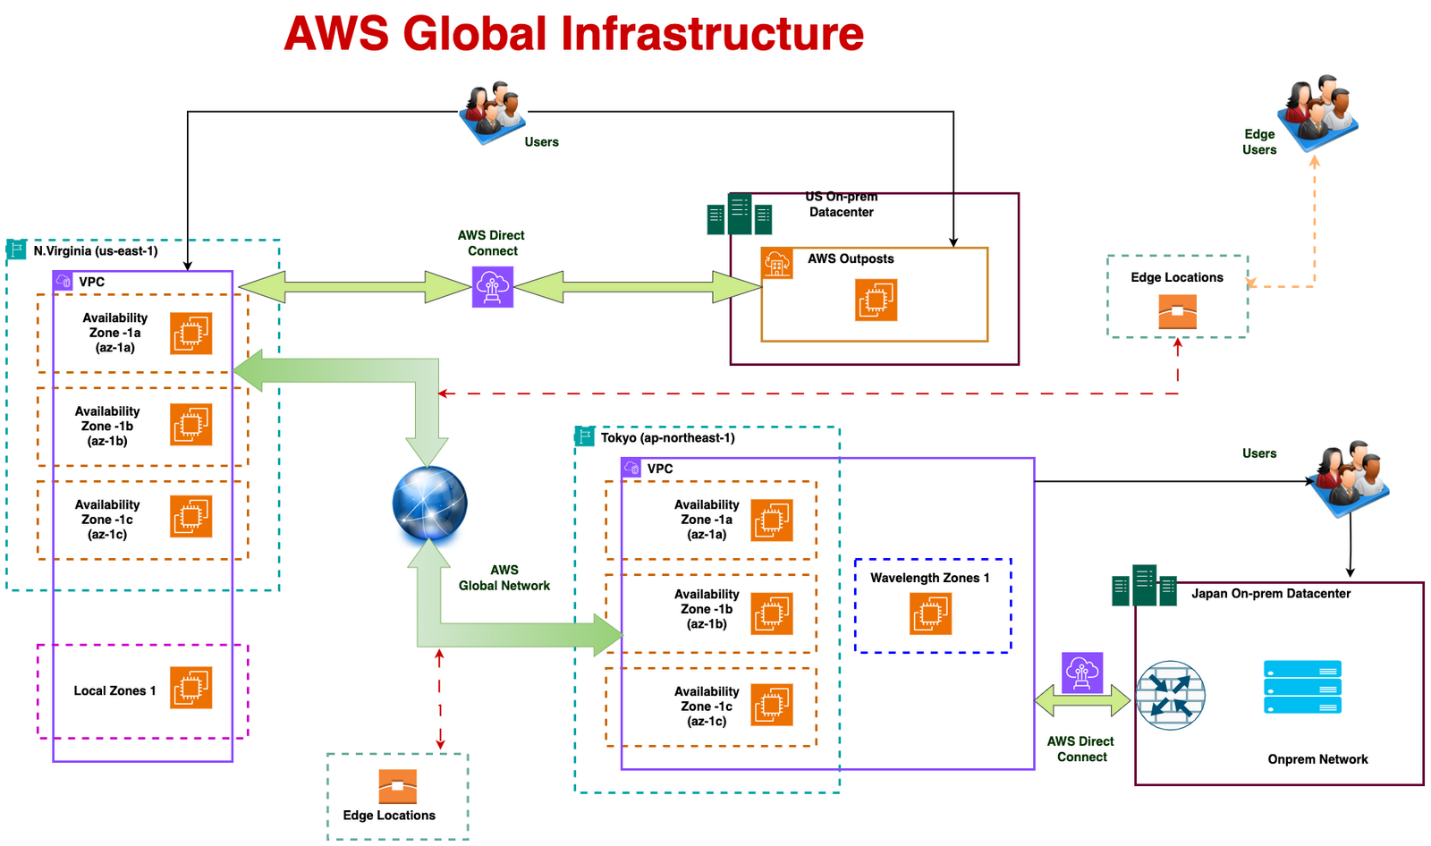 AWS Global Infrastructure
Users
Edge
Users
US On-prem
Datacenter
AWS Direct
Connect
N.Virginia (us-east-1)
VPC
AWS Outposts
Edge Locations
Availability
Zone -1a
(az-1a)
Availability
Zone -1b
(az-1b)
Availability
Zone -1c
(az-1c)
Local Zones 1
AWS
Global Network
Edge Locations
Tokyo (ap-northeast-1)
VPC
Availability
Zone -1a
(az-1a)
Availability
Zone -1b
(az-1b)
Availability
Zone -1c
(az-1c)
Wavelength Zones 1
Users
AWS Direct
Connect
Japan On-prem Datacenter
Onprem Network